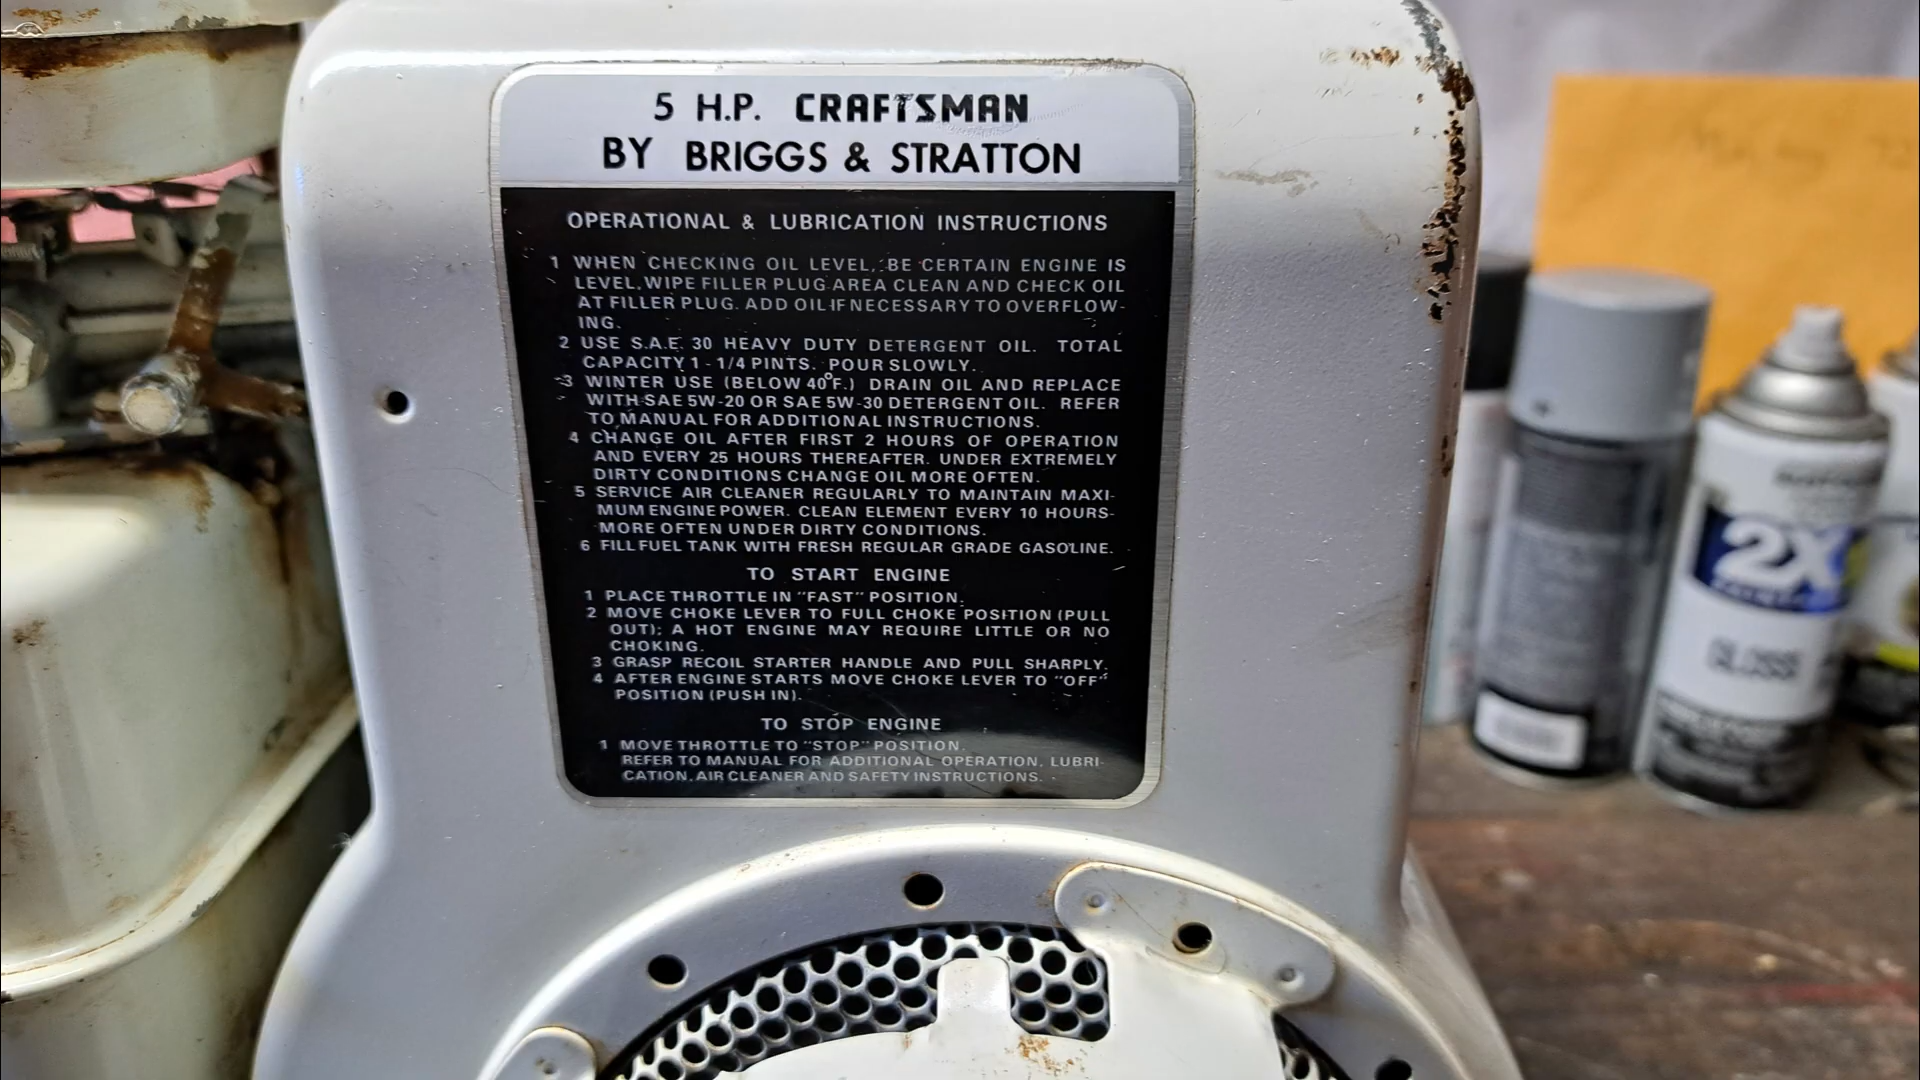 5 H.P. CRAFTSMAN
BY BRIGGS & STRATTON
OPERATIONAL & LUBRICATION INSTRUCTIONS
1 WHEN CHECKING OIL LEVEL, BE CERTAIN ENGINE IS
LEVEL, WIPE FILLER PLUG AREA CLEAN AND CHECK OIL
AT FILLER PLUG. ADD OIL IF NECESSARY TO OVERFLOW-
ING.
2 USE S.A.E. 30 HEAVY DUTY DETERGENT OIL. TOTAL
CAPACITY 1-1/4 PINTS. POUR SLOWLY.
3 WINTER USE (BELOW 40°F.) DRAIN OIL AND REPLACE
WITH SAE 5W-20 OR SAE 5W-30 DETERGENT OIL. REFER
TO MANUAL FOR ADDITIONAL INSTRUCTIONS.
4 CHANGE OIL AFTER FIRST 2 HOURS OF OPERATION
AND EVERY 25 HOURS THEREAFTER. UNDER EXTREMELY
DIRTY CONDITIONS CHANGE OIL MORE OFTEN.
5 SERVICE AIR CLEANER REGULARLY TO MAINTAIN MAXI-
MUM ENGINE POWER. CLEAN ELEMENT EVERY 10 HOURS-
MORE OFTEN UNDER DIRTY CONDITIONS.
6 FILL FUEL TANK WITH FRESH REGULAR GRADE GASOLINE.
TO START ENGINE
1 PLACE THROTTLE IN "FAST" POSITION.
2 MOVE CHOKE LEVER TO FULL CHOKE POSITION (PULL
OUT); A HOT ENGINE MAY REQUIRE LITTLE OR NO
CHOKING.
3 GRASP RECOIL STARTER HANDLE AND PULL SHARPLY.
4 AFTER ENGINE STARTS MOVE CHOKE LEVER TO "OFF"
POSITION (PUSH IN).
TO STOP ENGINE
1 MOVE THROTTLE TO "STOP" POSITION.
REFER TO MANUAL FOR ADDITIONAL OPERATION, LUBRI-
CATION, AIR CLEANER AND SAFETY INSTRUCTIONS.
2X
GLOSS